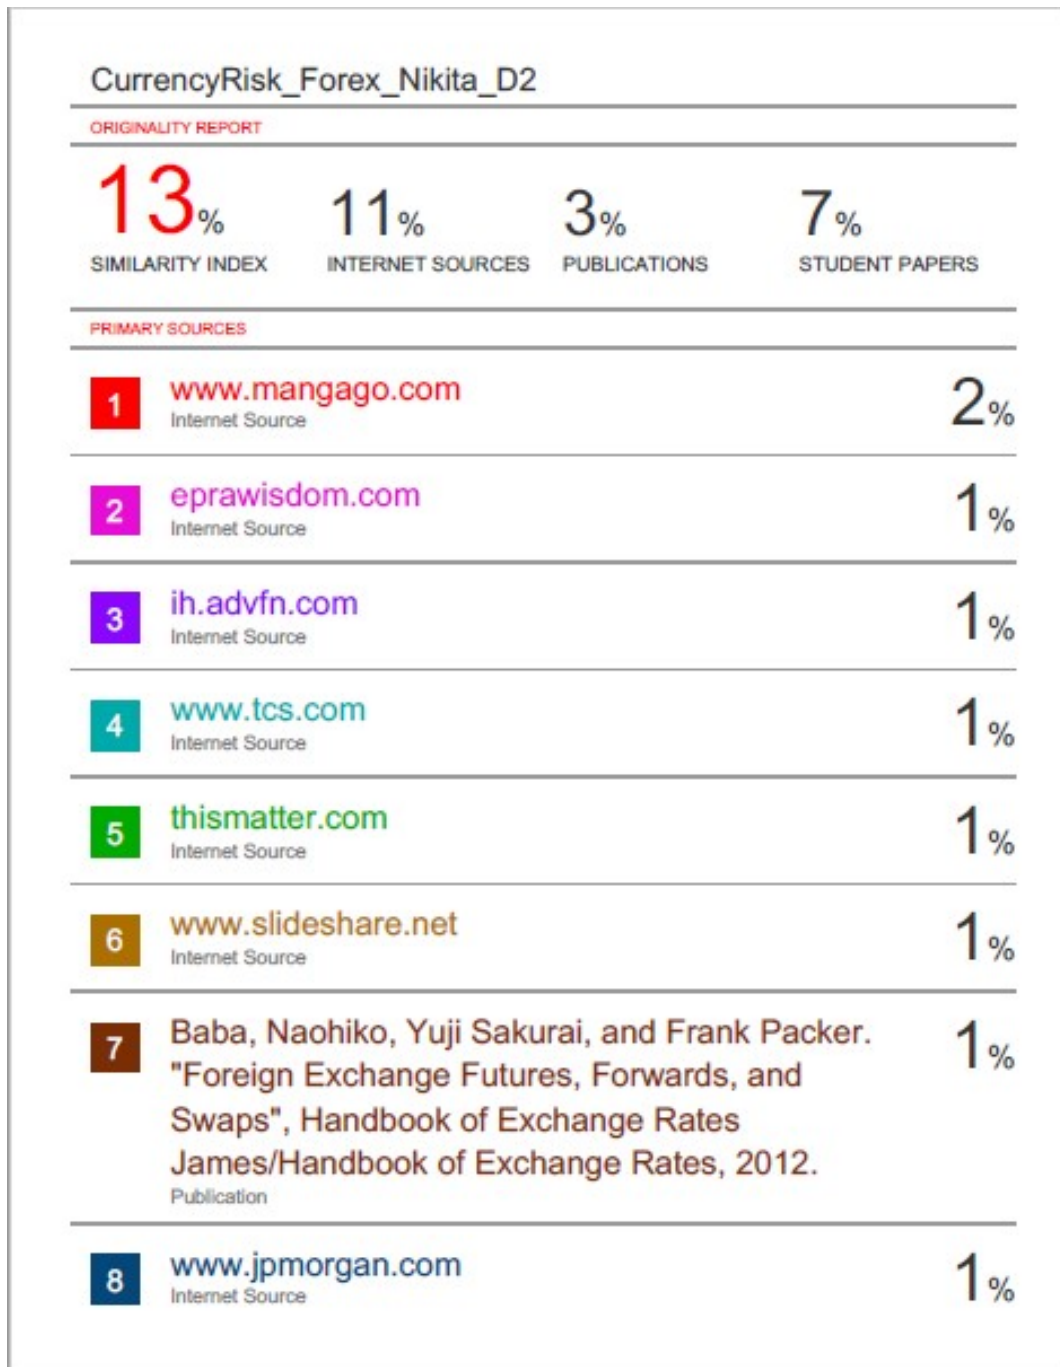 CurrencyRisk_Forex_Nikita_D2
ORIGINALITY REPORT
13% 11% 3% 7%
SIMILARITY INDEX INTERNET SOURCES PUBLICATIONS STUDENT PAPERS
PRIMARY SOURCES
1 www.mangago.com 2%
Internet Source
2 eprawisdom.com 1%
Internet Source
3 ih.advfn.com 1%
Internet Source
4 www.tcs.com 1%
Internet Source
5 thismatter.com 1%
Internet Source
6 www.slideshare.net 1%
Internet Source
7 Baba, Naohiko, Yuji Sakurai, and Frank Packer. 1%
"Foreign Exchange Futures, Forwards, and
Swaps", Handbook of Exchange Rates
James/Handbook of Exchange Rates, 2012.
Publication
8 www.jpmorgan.com 1%
Internet Source